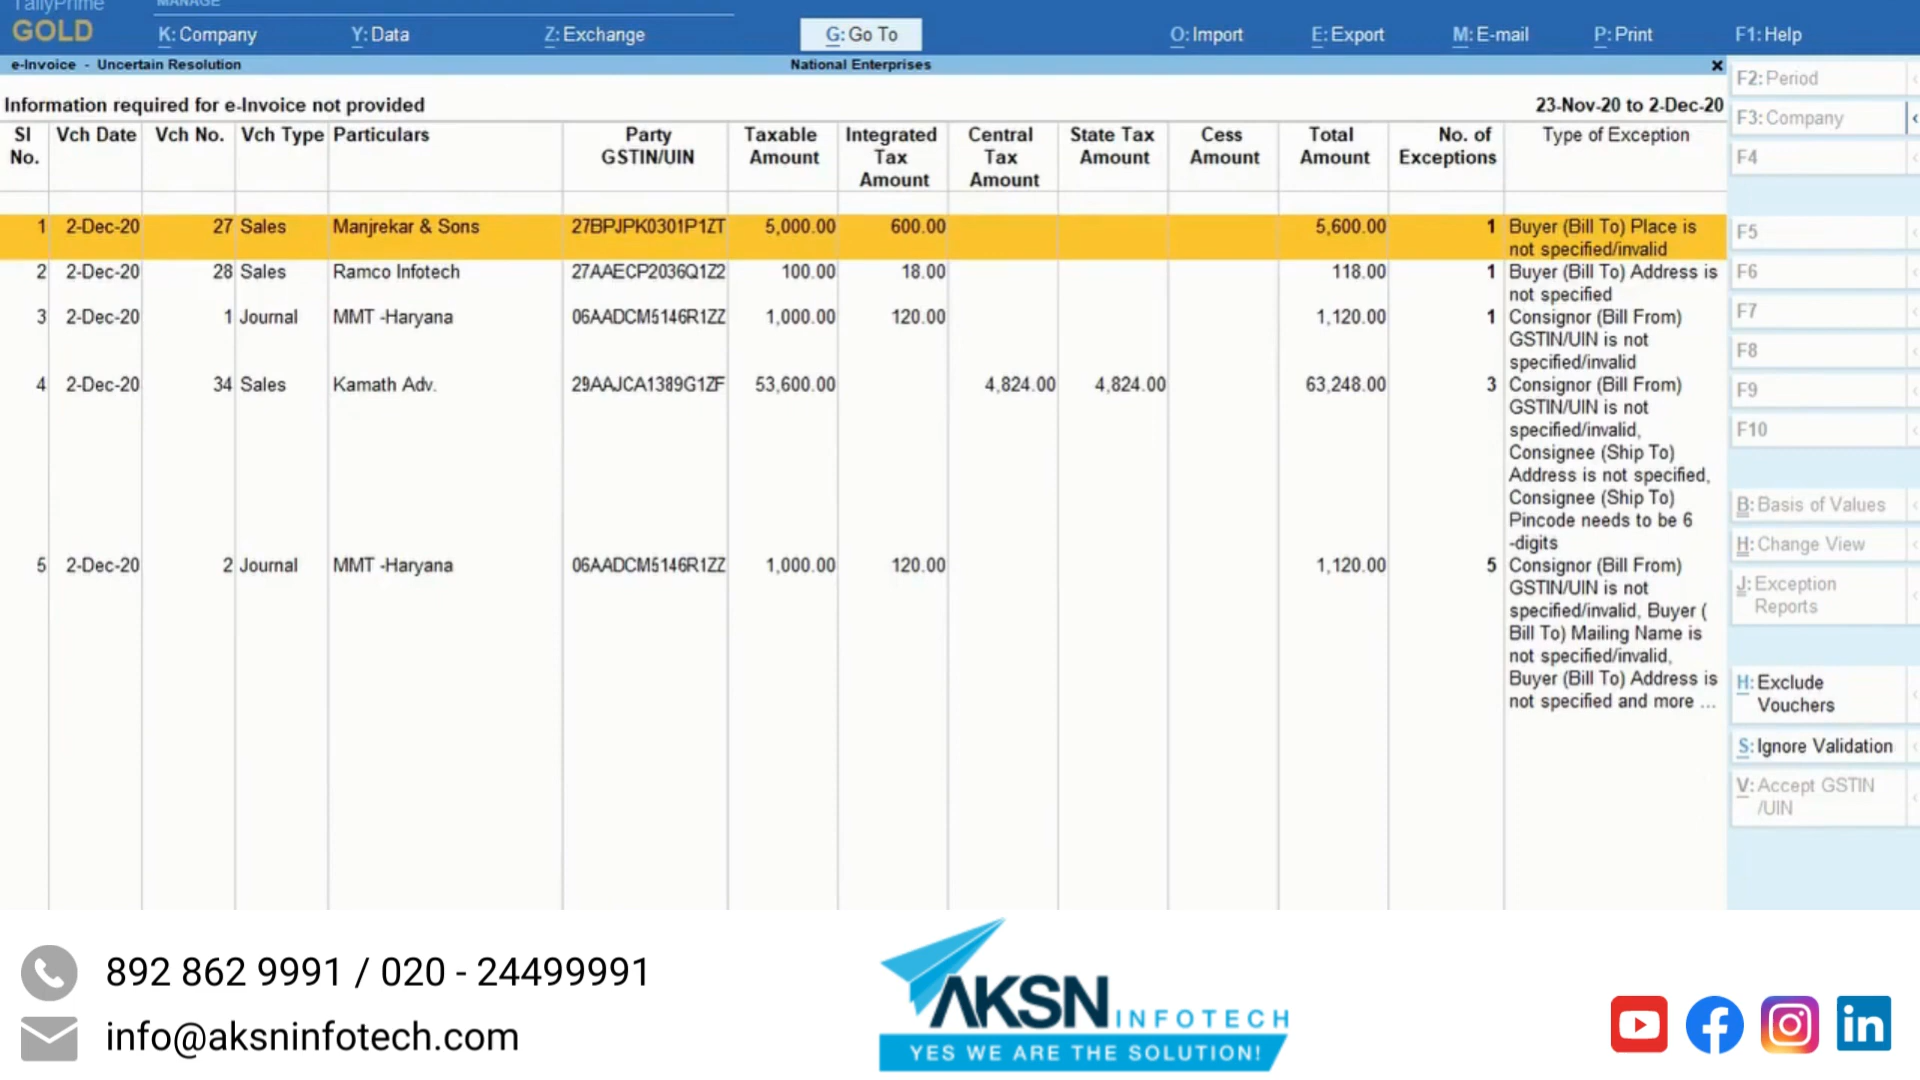 TallyPrime
MANAGE
GOLD
K: Company
Y: Data
Z: Exchange
G: Go To
O: Import
E: Export
M: E-mail
P: Print
F1: Help
e-Invoice - Uncertain Resolution
National Enterprises
x
Information required for e-Invoice not provided
23-Nov-20 to 2-Dec-20
Sl No.
Vch Date
Vch No.
Vch Type
Particulars
Party GSTIN/UIN
Taxable Amount
Integrated Tax Amount
Central Tax Amount
State Tax Amount
Cess Amount
Total Amount
No. of Exceptions
Type of Exception
1 2-Dec-20 27 Sales Manjrekar & Sons 27BPJPK0301P1ZT 5,000.00 600.00 5,600.00 1 Buyer (Bill To) Place is
not specified/invalid
2 2-Dec-20 28 Sales Ramco Infotech 27AAECP2036Q1Z2 100.00 18.00 118.00 1 Buyer (Bill To) Address is
not specified
3 2-Dec-20 1 Journal MMT -Haryana 06AADCM5146R1ZZ 1,000.00 120.00 1,120.00 1 Consignor (Bill From)
GSTIN/UIN is not
specified/invalid
4 2-Dec-20 34 Sales Kamath Adv. 29AAJCA1389G1ZF 53,600.00 4,824.00 4,824.00 63,248.00 3 Consignor (Bill From)
GSTIN/UIN is not
specified/invalid,
Consignee (Ship To)
Address is not specified,
Consignee (Ship To)
Pincode needs to be 6
-digits
5 2-Dec-20 2 Journal MMT -Haryana 06AADCM5146R1ZZ 1,000.00 120.00 1,120.00 5 Consignor (Bill From)
GSTIN/UIN is not
specified/invalid, Buyer (
Bill To) Mailing Name is
not specified/invalid,
Buyer (Bill To) Address is
not specified and more ...
F2: Period
F3: Company
F4
F5
F6
F7
F8
F9
F10
B: Basis of Values
H: Change View
J: Exception
Reports
H: Exclude
Vouchers
S: Ignore Validation
V: Accept GSTIN
/UIN
892 862 9991 / 020 - 24499991
info@aksninfotech.com
AKSN INFOTECH
YES WE ARE THE SOLUTION!
in